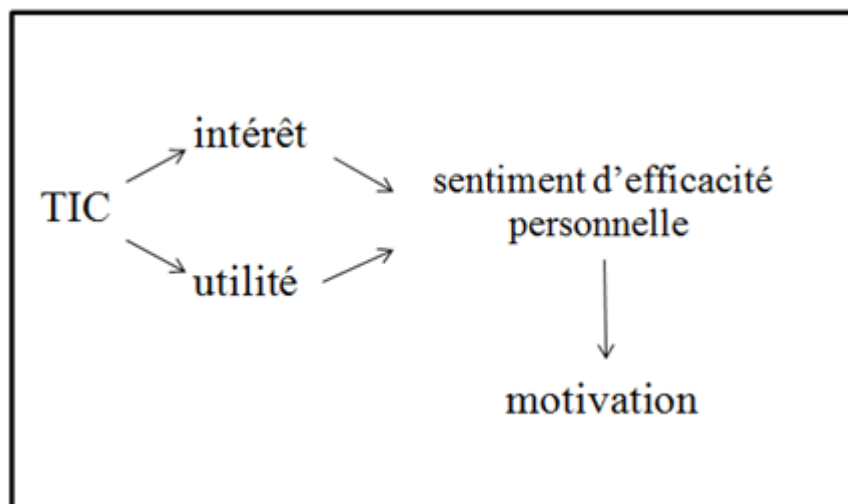 intérêt
TIC
sentiment d’efficacité
personnelle
utilité
motivation